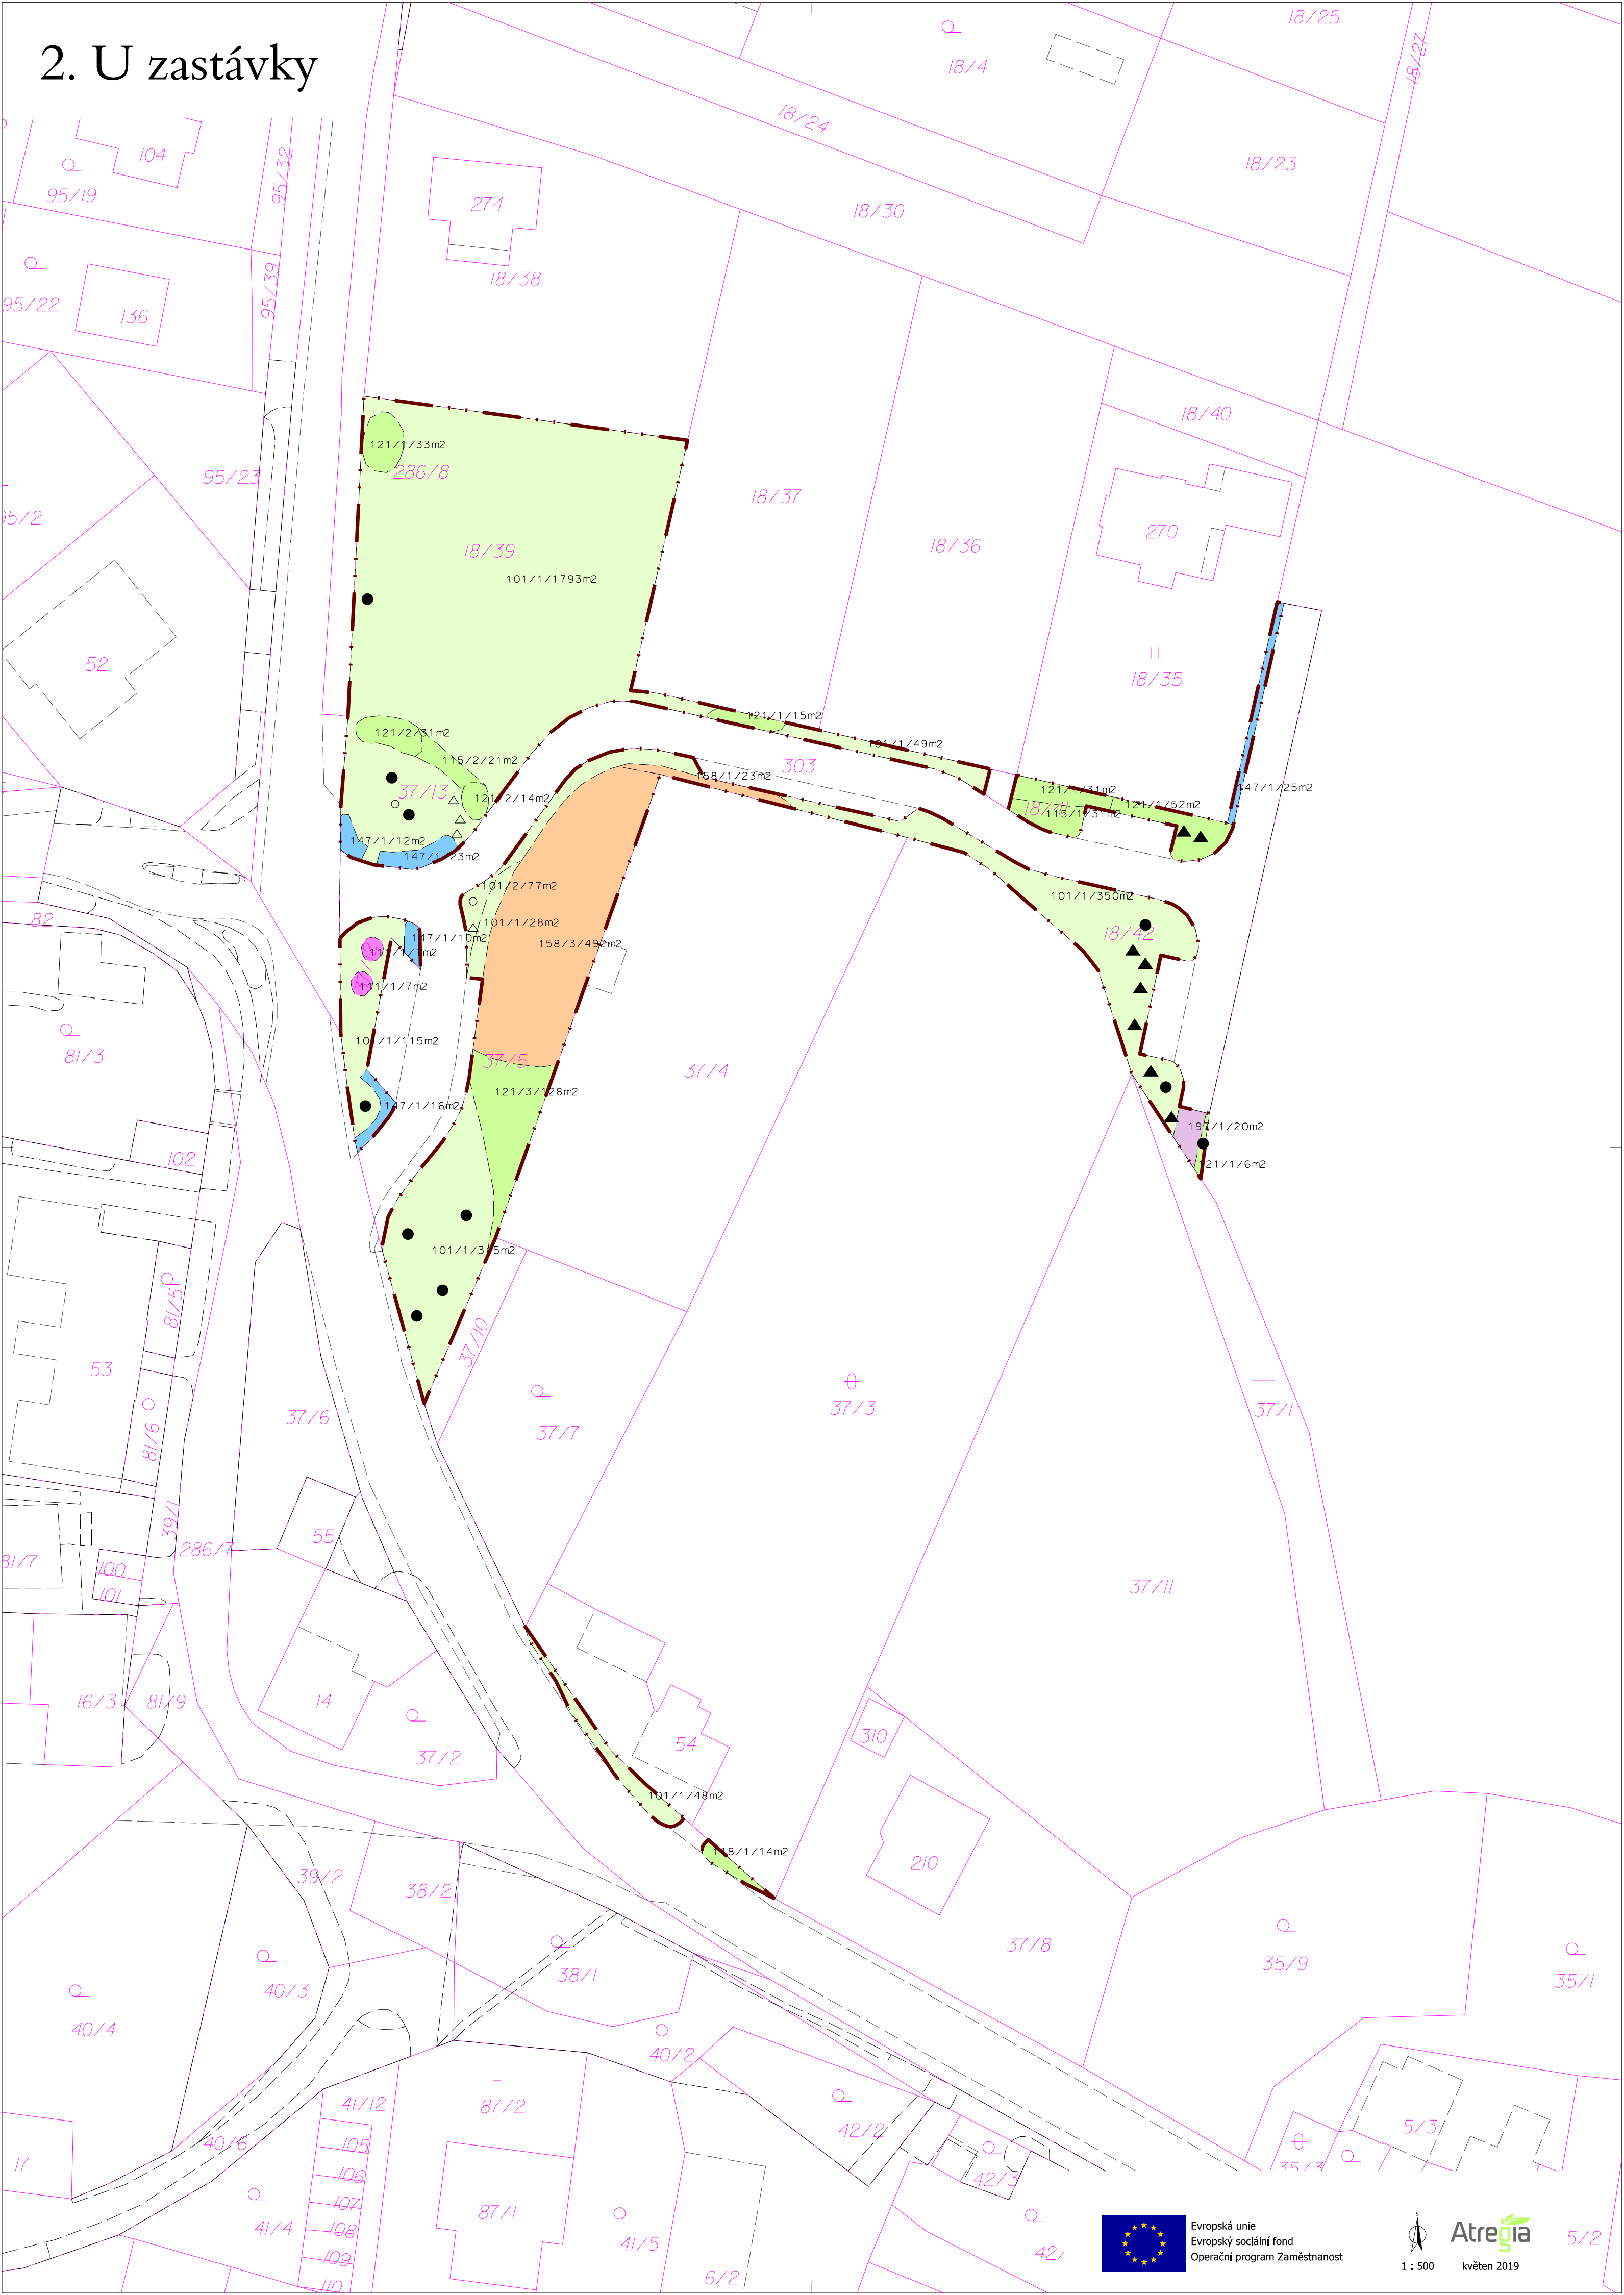 2. U zastávky
18/25
18/27
18/4
18/24
18/23
104
95/19
95/32
274
18/30
95/39
18/38
95/22
136
18/40
121/1/33m2
286/8
95/23
18/37
95/2
18/39
18/36
270
101/1/1793m2
52
18/35
121/1/15m2
121/2/31m2
101/1/49m2
115/2/21m2
303
158/1/23m2
147/1/25m2
37/13
121/1/31m2
121/2/14m2
121/1/52m2
18/41
115/1/31m2
147/1/12m2
147/1/23m2
101/2/77m2
101/1/350m2
82
101/1/28m2
18/42
147/1/10m2
158/3/492m2
111/1/7m2
111/1/7m2
101/1/115m2
81/3
37/5
37/4
121/3/128m2
147/1/16m2
197/1/20m2
102
121/1/6m2
101/1/315m2
81/5
37/10
53
37/6
37/3
37/1
81/6
37/7
39/1
55
286/7
81/7
100
101
37/11
16/3
81/9
14
310
54
37/2
101/1/48m2
118/1/14m2
210
39/2
38/2
37/8
35/9
38/1
35/1
40/3
40/4
40/2
41/12
87/2
5/3
42/2
40/6
105
17
106
35/3
42/3
107
87/1
41/4
108
41/5
42/
5/2
109
6/2
110
Evropská unie
Evropský sociální fond
Operační program Zaměstnanost
S
Atregia
1 : 500
květen 2019